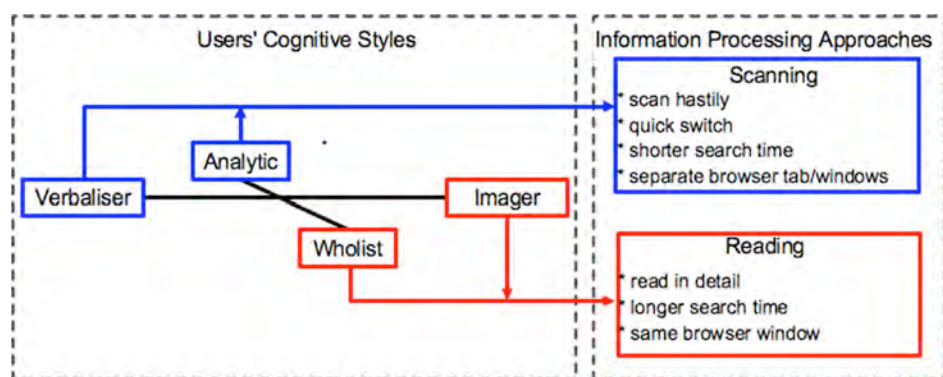 Users' Cognitive Styles
Information Processing Approaches
Scanning
* scan hastily
* quick switch
* shorter search time
* separate browser tab/windows
Analytic
Verbaliser
Imager
Wholist
Reading
* read in detail
* longer search time
* same browser window